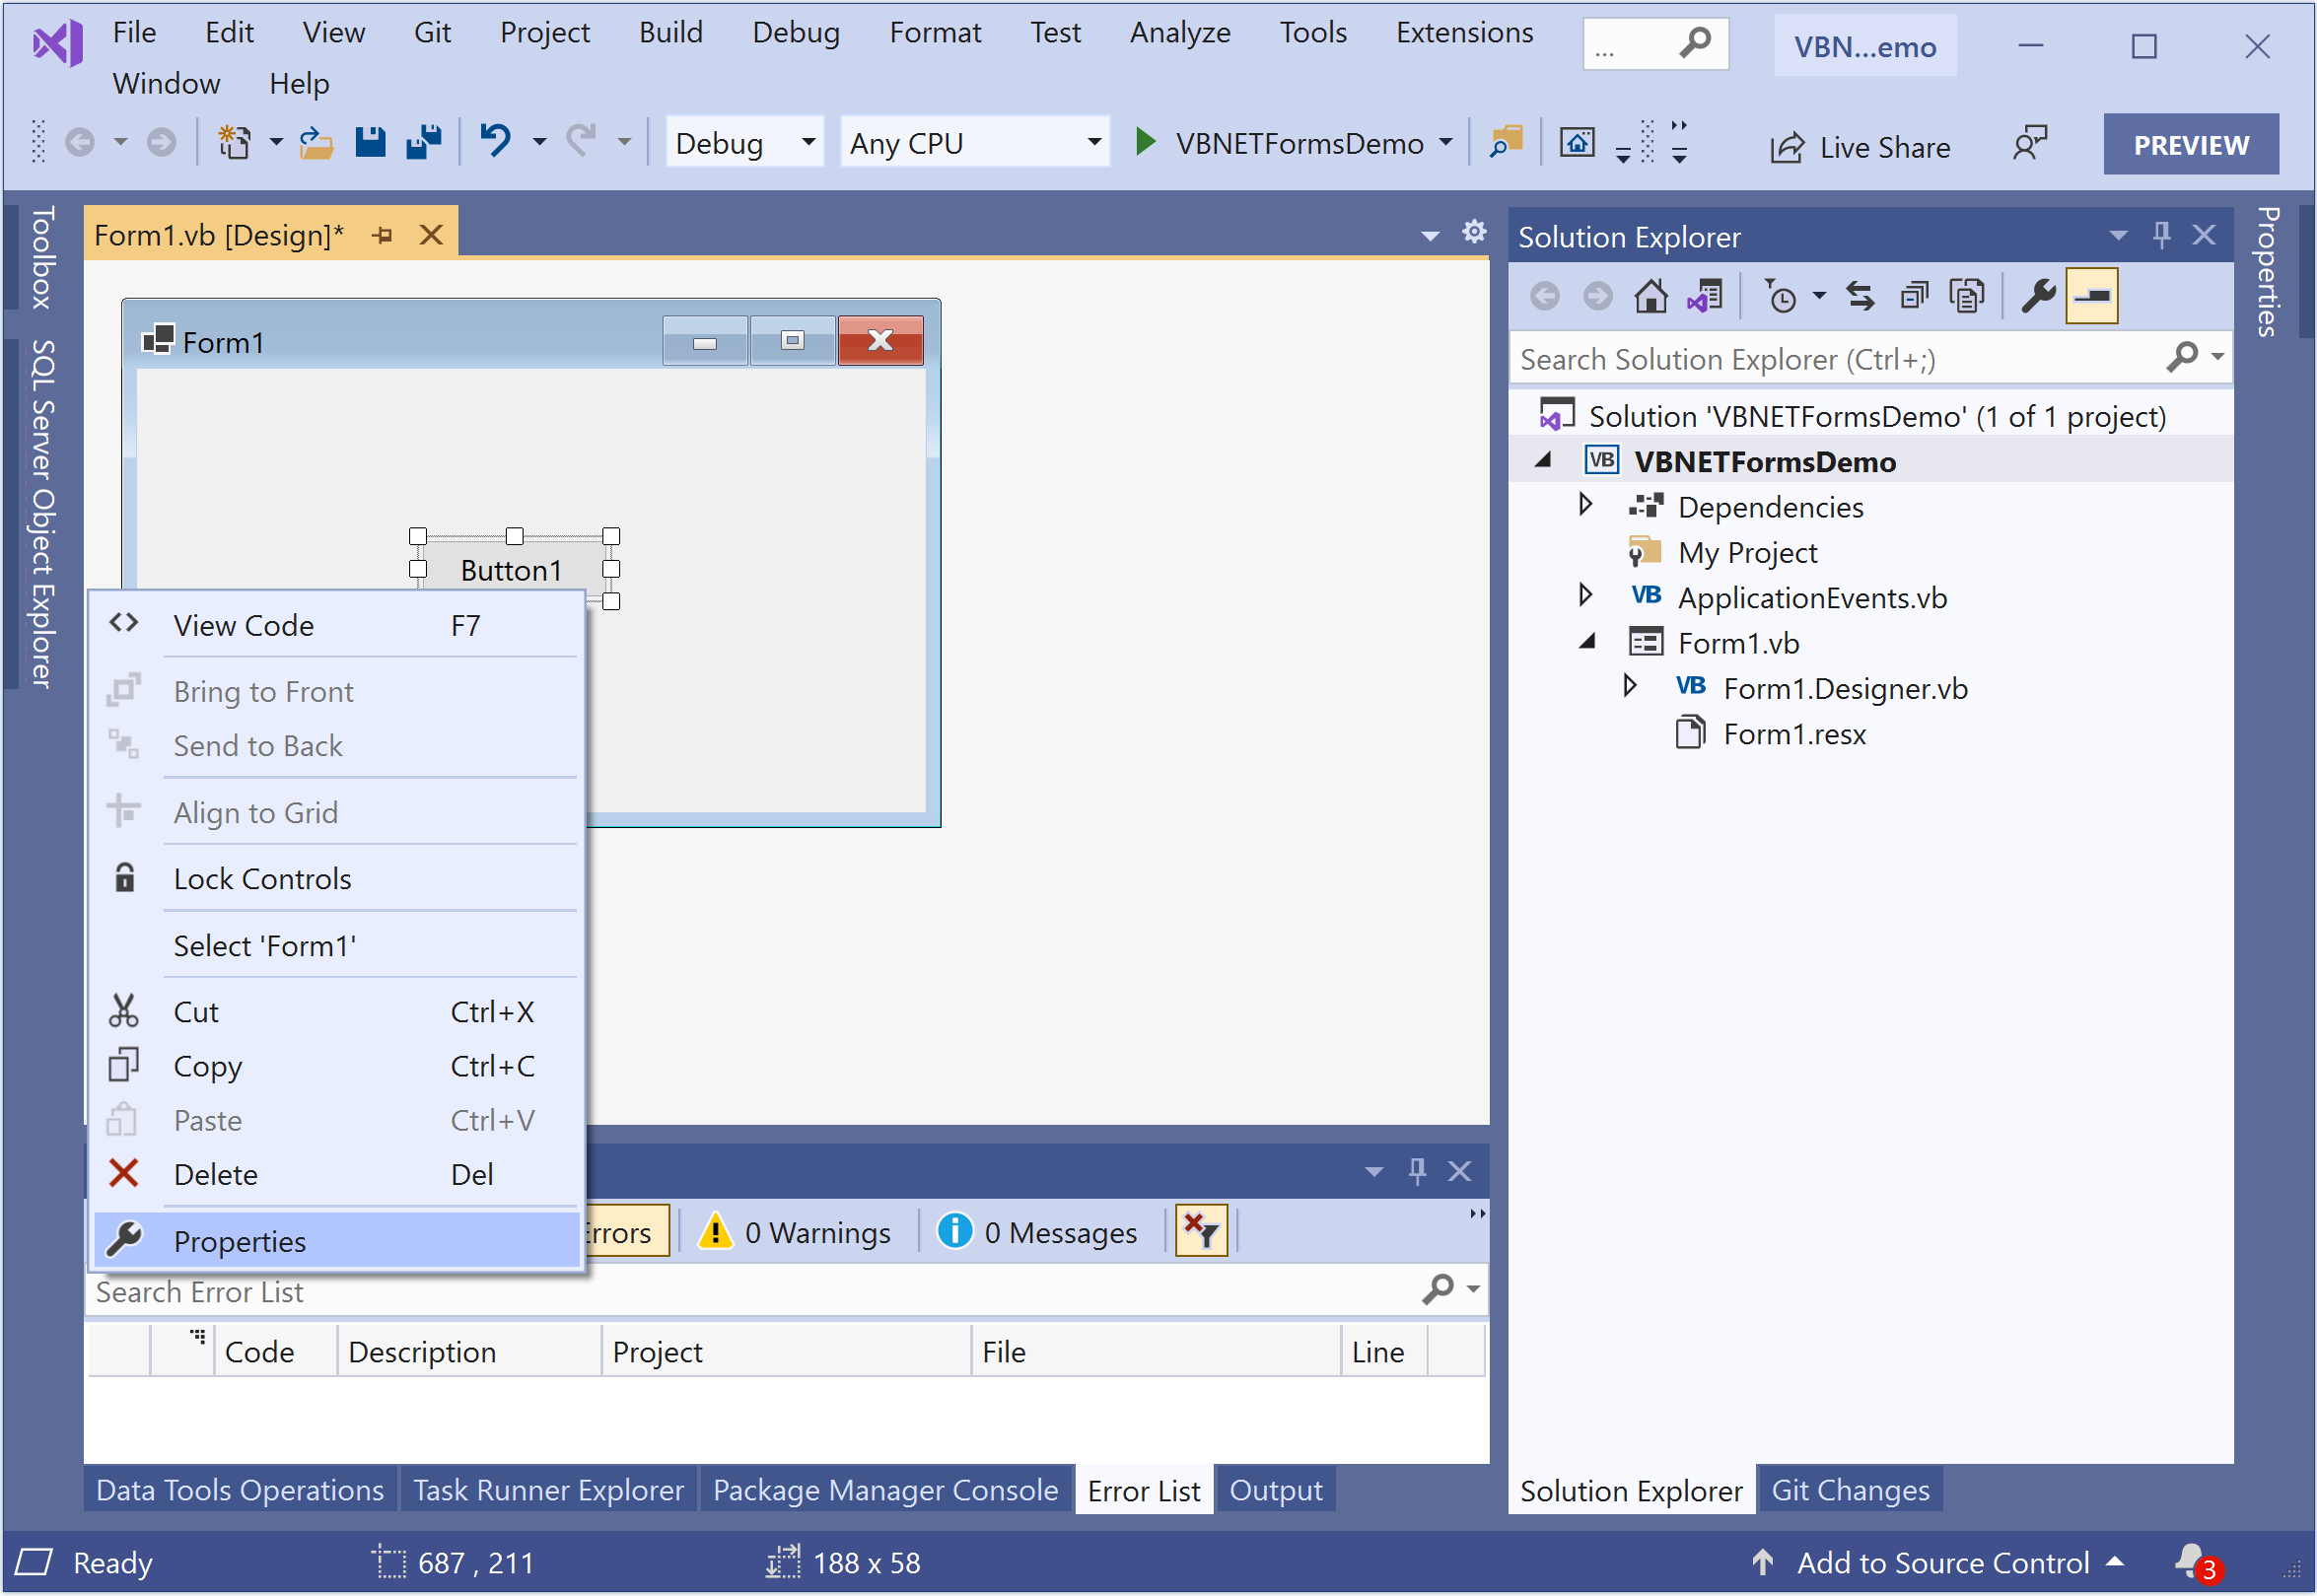 File Edit View Git Project Build Debug Format Test Analyze Tools Extensions ... VBN...emo
Window Help
Debug Any CPU VBNETFormsDemo Live Share PREVIEW
Toolbox
SQL Server Object Explorer
Form1.vb [Design]*
Form1
Button1
View Code F7
Bring to Front
Send to Back
Align to Grid
Lock Controls
Select 'Form1'
Cut Ctrl+X
Copy Ctrl+C
Paste Ctrl+V
Delete Del
Properties
0 Warnings 0 Messages
Search Error List
Code Description Project File Line
Data Tools Operations Task Runner Explorer Package Manager Console Error List Output
Solution Explorer
Search Solution Explorer (Ctrl+;)
Solution 'VBNETFormsDemo' (1 of 1 project)
VB VBNETFormsDemo
Dependencies
My Project
VB ApplicationEvents.vb
Form1.vb
VB Form1.Designer.vb
Form1.resx
Solution Explorer Git Changes
Properties
Ready 687 , 211 188 x 58 Add to Source Control 3